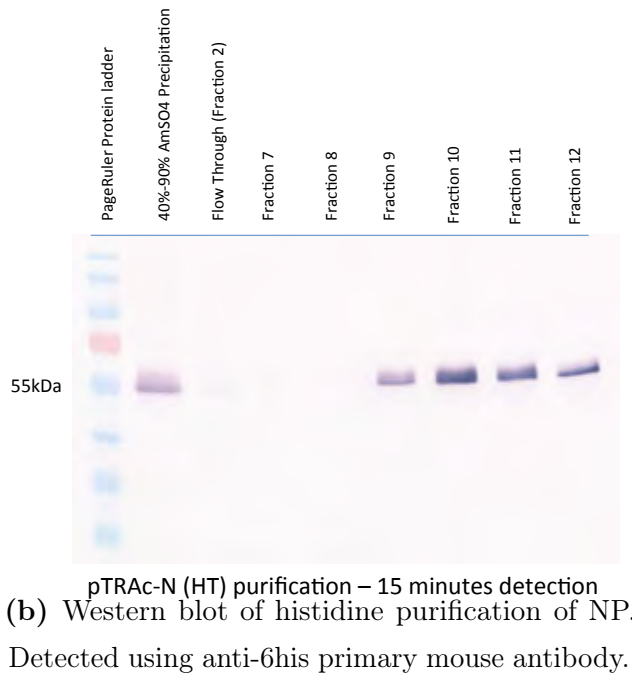 PageRuler Protein ladder
40%-90% AmSO4 Precipitation
Flow Through (Fraction 2)
Fraction 7
Fraction 8
Fraction 9
Fraction 10
Fraction 11
Fraction 12
55kDa
pTRAc-N (HT) purification – 15 minutes detection
(b) Western blot of histidine purification of NP.
Detected using anti-6his primary mouse antibody.